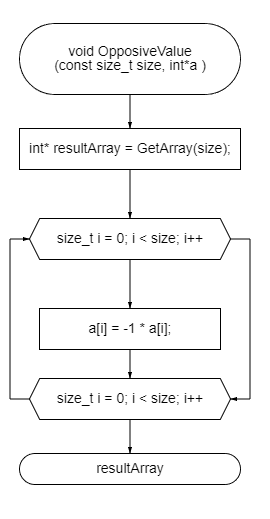 void OpposiveValue
(const size_t size, int*a )
int* resultArray = GetArray(size);
size_t i = 0; i < size; i++
a[i] = -1 * a[i];
size_t i = 0; i < size; i++
resultArray